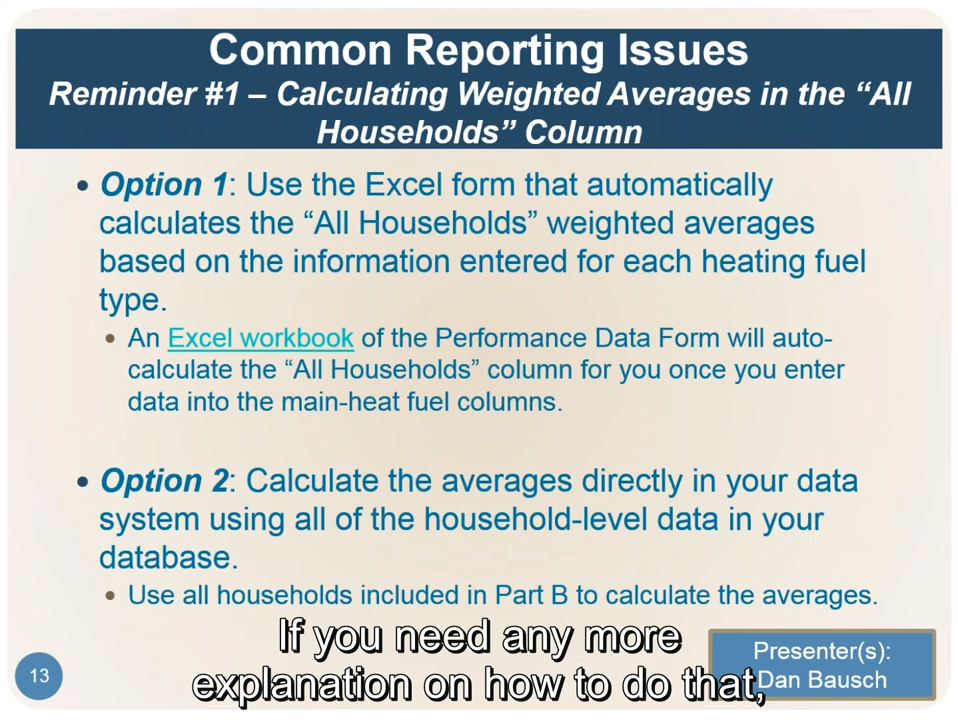 Common Reporting Issues
Reminder #1 – Calculating Weighted Averages in the “All
Households” Column
• Option 1: Use the Excel form that automatically
calculates the “All Households” weighted averages
based on the information entered for each heating fuel
type.
• An Excel workbook of the Performance Data Form will auto-
calculate the “All Households” column for you once you enter
data into the main-heat fuel columns.
• Option 2: Calculate the averages directly in your data
system using all of the household-level data in your
database.
• Use all households included in Part B to calculate the averages.
If you need any more
explanation on how to do that,
Presenter(s):
Dan Bausch
13